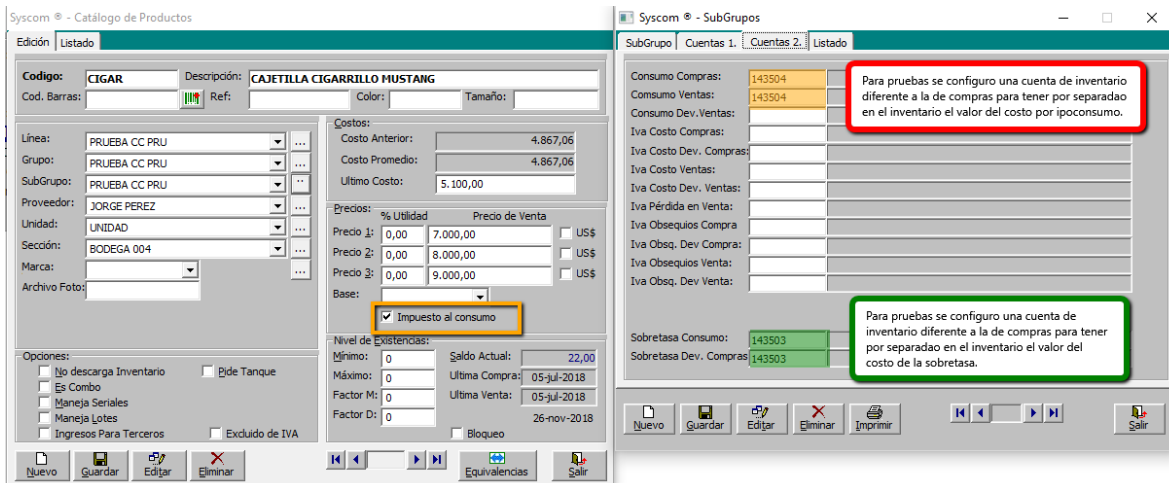 Syscom ® - Catálogo de Productos
Edición Listado
Codigo: CIGAR Descripción: CAJETILLA CIGARRILLO MUSTANG
Cod. Barras: Ref: Color: Tamaño:
Línea: PRUEBA CC PRU ...
Grupo: PRUEBA CC PRU ...
SubGrupo: PRUEBA CC PRU ..
Proveedor: JORGE PEREZ ...
Unidad: UNIDAD ...
Sección: BODEGA 004 ...
Marca: ...
Archivo Foto:
Costos:
Costo Anterior: 4.867,06
Costo Promedio: 4.867,06
Ultimo Costo: 5.100,00
Precios:
% Utilidad Precio de Venta
Precio 1: 0,00 7.000,00 US$
Precio 2: 0,00 8.000,00 US$
Precio 3: 0,00 9.000,00 US$
Base:
Impuesto al consumo
Opciones:
No descarga Inventario Pide Tanque
Es Combo
Maneja Seriales
Maneja Lotes
Ingresos Para Terceros Excluido de IVA
Nivel de Existencias:
Mínimo: 0 Saldo Actual: 22,00
Máximo: 0 Ultima Compra: 05-jul-2018
Factor M: 0 Ultima Venta: 05-jul-2018
Factor D: 0 26-nov-2018
Bloqueo
Nuevo Guardar Editar Eliminar Equivalencias Salir
Syscom ® - SubGrupos
SubGrupo Cuentas 1. Cuentas 2. Listado
Consumo Compras: 143504
Comsumo Ventas: 143504
Consumo Dev.Ventas:
Iva Costo Compras:
Iva Costo Dev. Compras:
Iva Costo Ventas:
Iva Costo Dev. Ventas:
Iva Pérdida en Venta:
Iva Obsequios Compra
Iva Obsq. Dev Compra:
Iva Obsequios Venta:
Iva Obsq. Dev Venta:
Para pruebas se configuro una cuenta de inventario
diferente a la de compras para tener por separadao
en el inventario el valor del costo por ipoconsumo.
Sobretasa Consumo: 143503
Sobretasa Dev. Compras 143503
Para pruebas se configuro una cuenta de
inventario diferente a la de compras para tener
por separadao en el inventario el valor del
costo de la sobretasa.
Nuevo Guardar Editar Eliminar Imprimir Salir